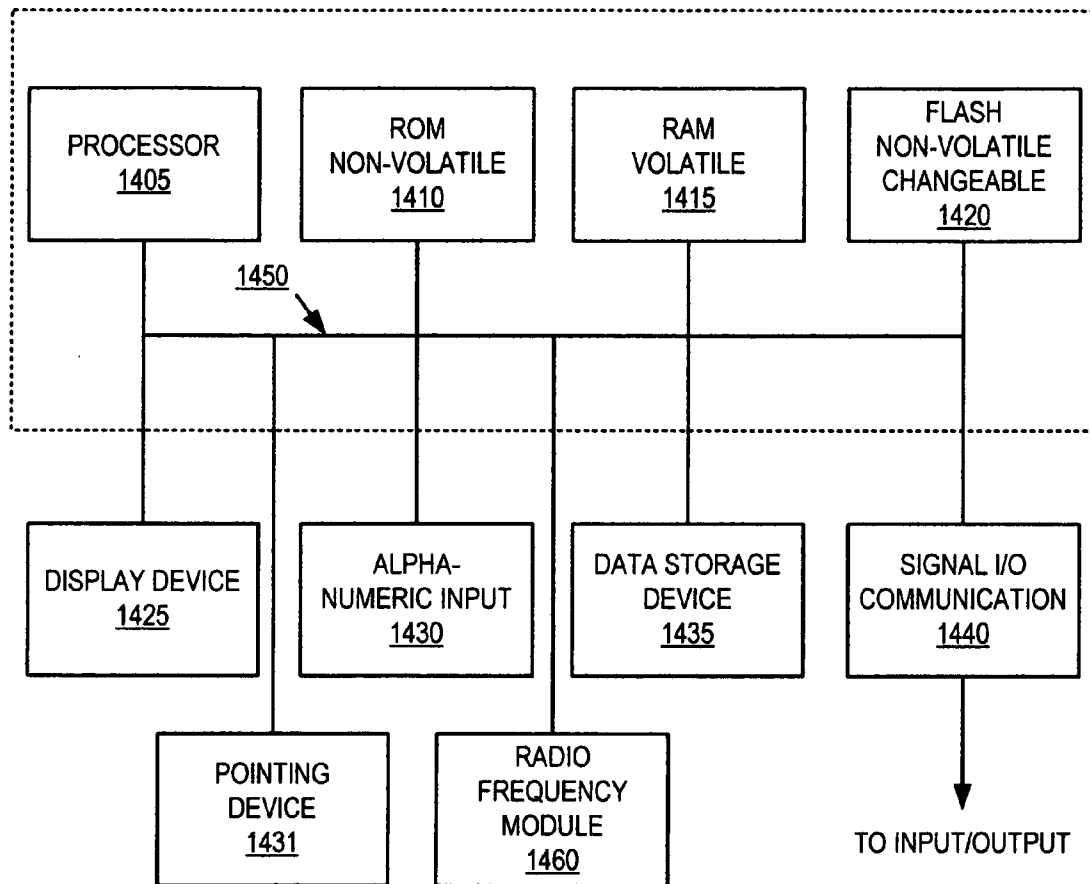 PROCESSOR
1405
ROM
NON-VOLATILE
1410
RAM
VOLATILE
1415
FLASH
NON-VOLATILE
CHANGEABLE
1420
1450
DISPLAY DEVICE
1425
ALPHA-
NUMERIC INPUT
1430
DATA STORAGE
DEVICE
1435
SIGNAL I/O
COMMUNICATION
1440
POINTING
DEVICE
1431
RADIO
FREQUENCY
MODULE
1460
TO INPUT/OUTPUT